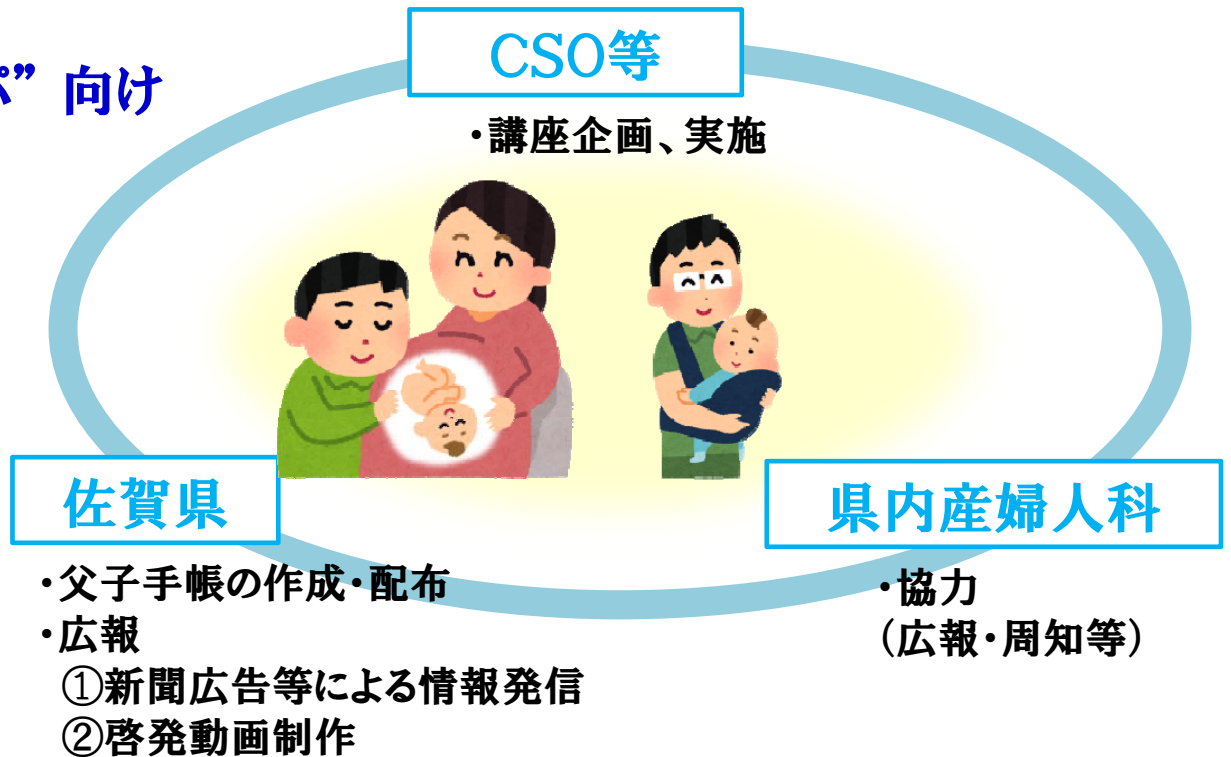 CSO等
パ” 向け
・講座企画、実施
佐賀県
県内産婦人科
・父子手帳の作成・配布
・広報
①新聞広告等による情報発信
②啓発動画制作
・協力
(広報・周知等)